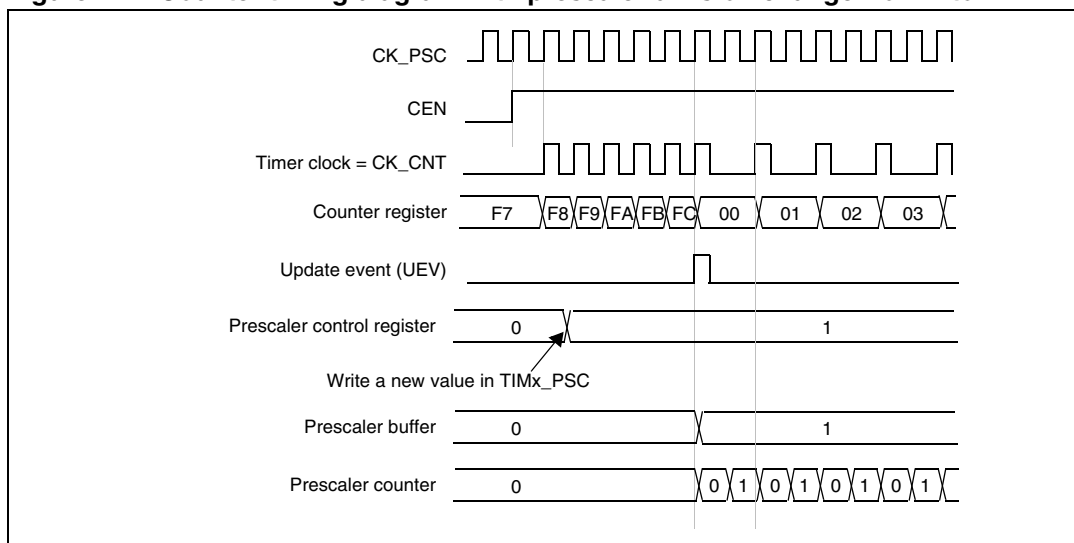 CK_PSC
CEN
Timer clock = CK_CNT
Counter register F7 F8 F9 FA FB FC 00 01 02 03
Update event (UEV)
Prescaler control register 0 1
Write a new value in TIMx_PSC
Prescaler buffer 0 1
Prescaler counter 0 0 1 0 1 0 1 0 1